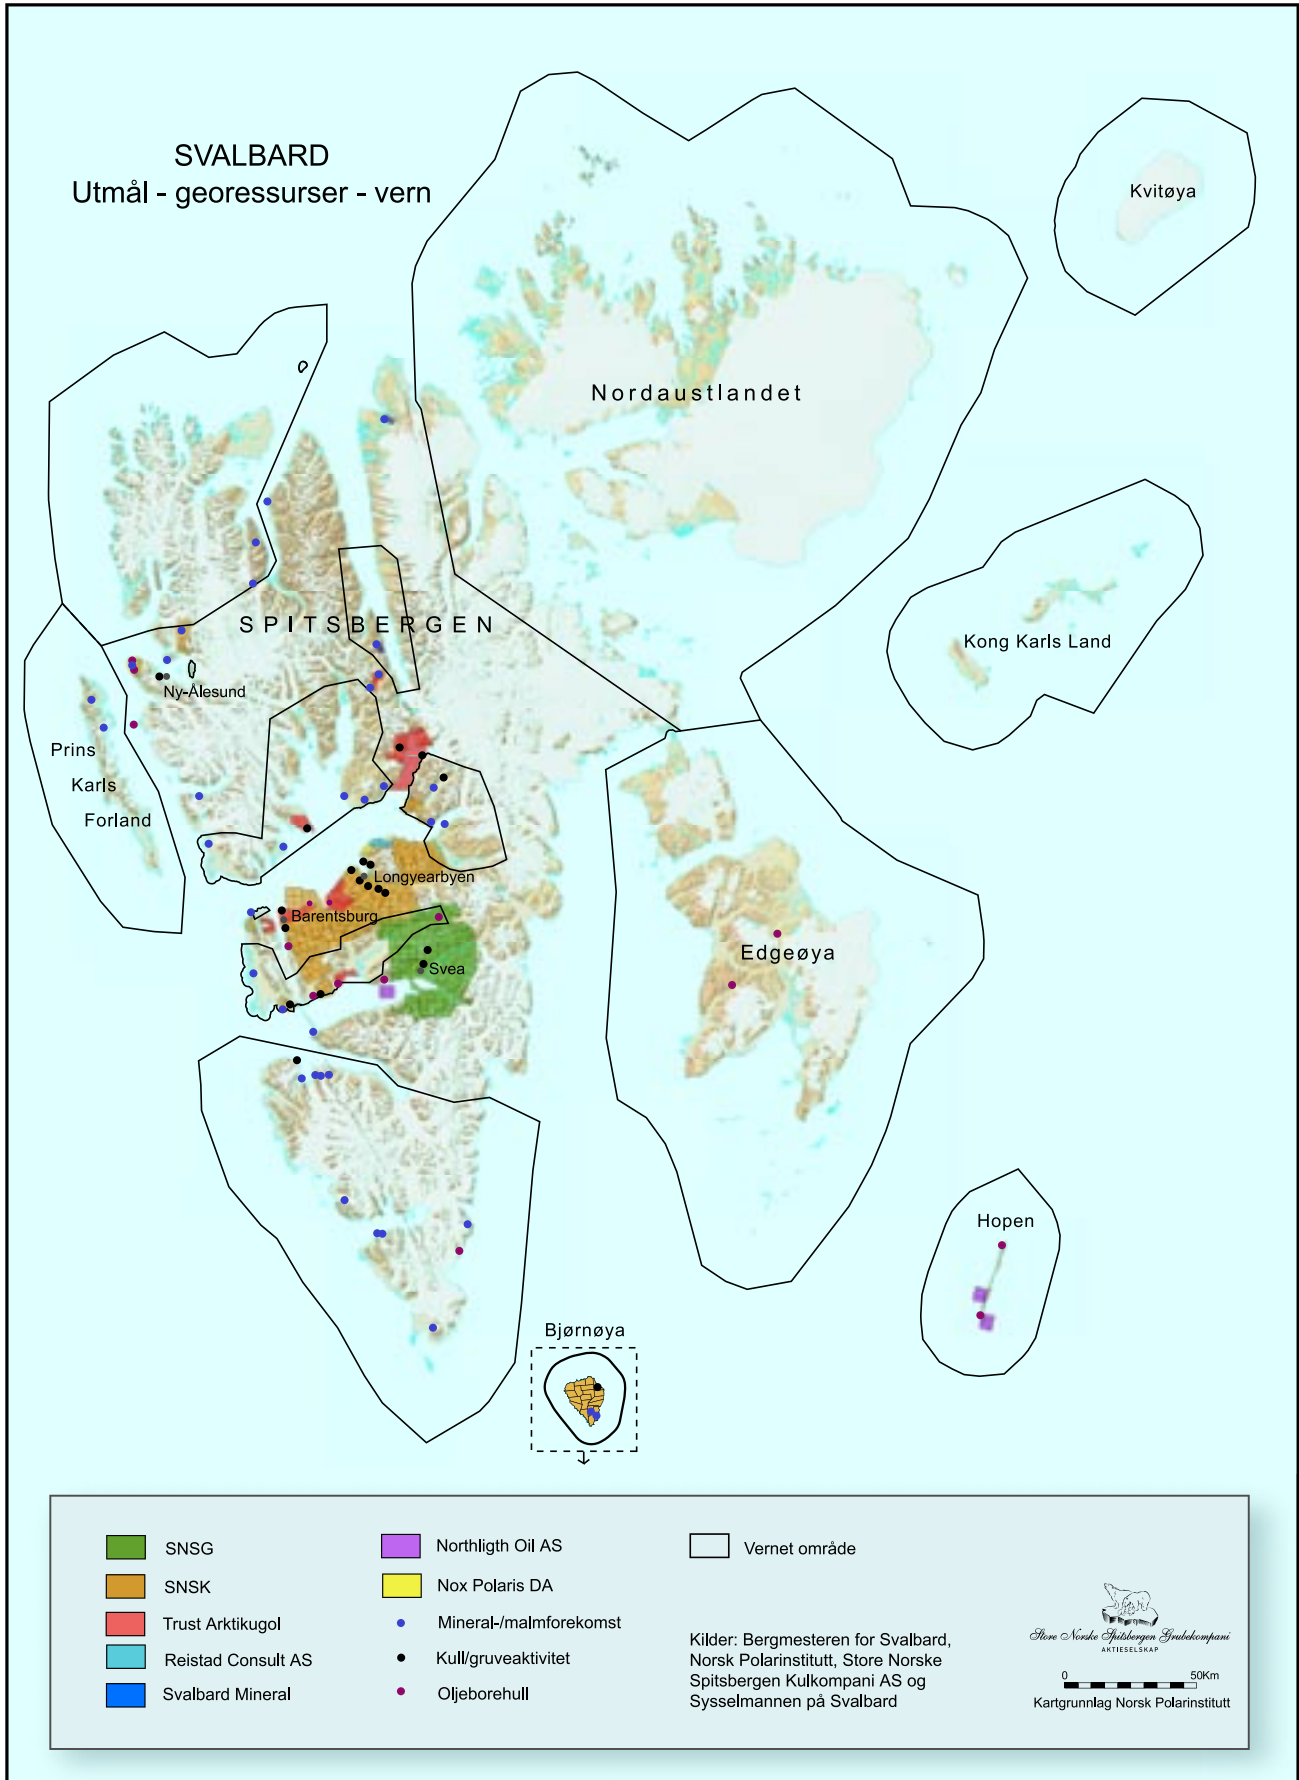 SVALBARD
Utmål - georessurser - vern
Kvitøya
Nordaustlandet
SPITSBERGEN
Kong Karls Land
Ny-Ålesund
Prins
Karls
Forland
Longyearbyen
Barentsburg
Svea
Edgeøya
Hopen
Bjørnøya
SNSG
SNSK
Trust Arktikugol
Reistad Consult AS
Svalbard Mineral
Northligth Oil AS
Nox Polaris DA
Mineral-/malmforekomst
Kull/gruveaktivitet
Oljeborehull
Vernet område
Kilder: Bergmesteren for Svalbard,
Norsk Polarinstitutt, Store Norske
Spitsbergen Kulkompani AS og
Sysselmannen på Svalbard
Store Norske Spitsbergen Grubekompani
AKTIESELSKAP
0 50Km
Kartgrunnlag Norsk Polarinstitutt